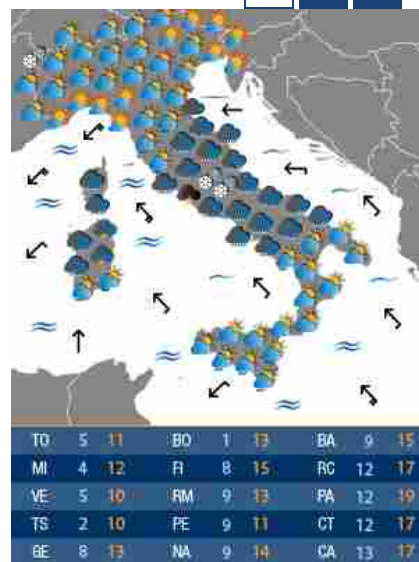 TO 5 11 BO 1 13 BA 9 15
MI 4 12 FI 8 15 RC 12 17
VE 5 10 RM 9 13 PA 12 19
TS 2 10 PE 9 11 CT 12 17
GE 8 13 NA 9 14 CA 13 17